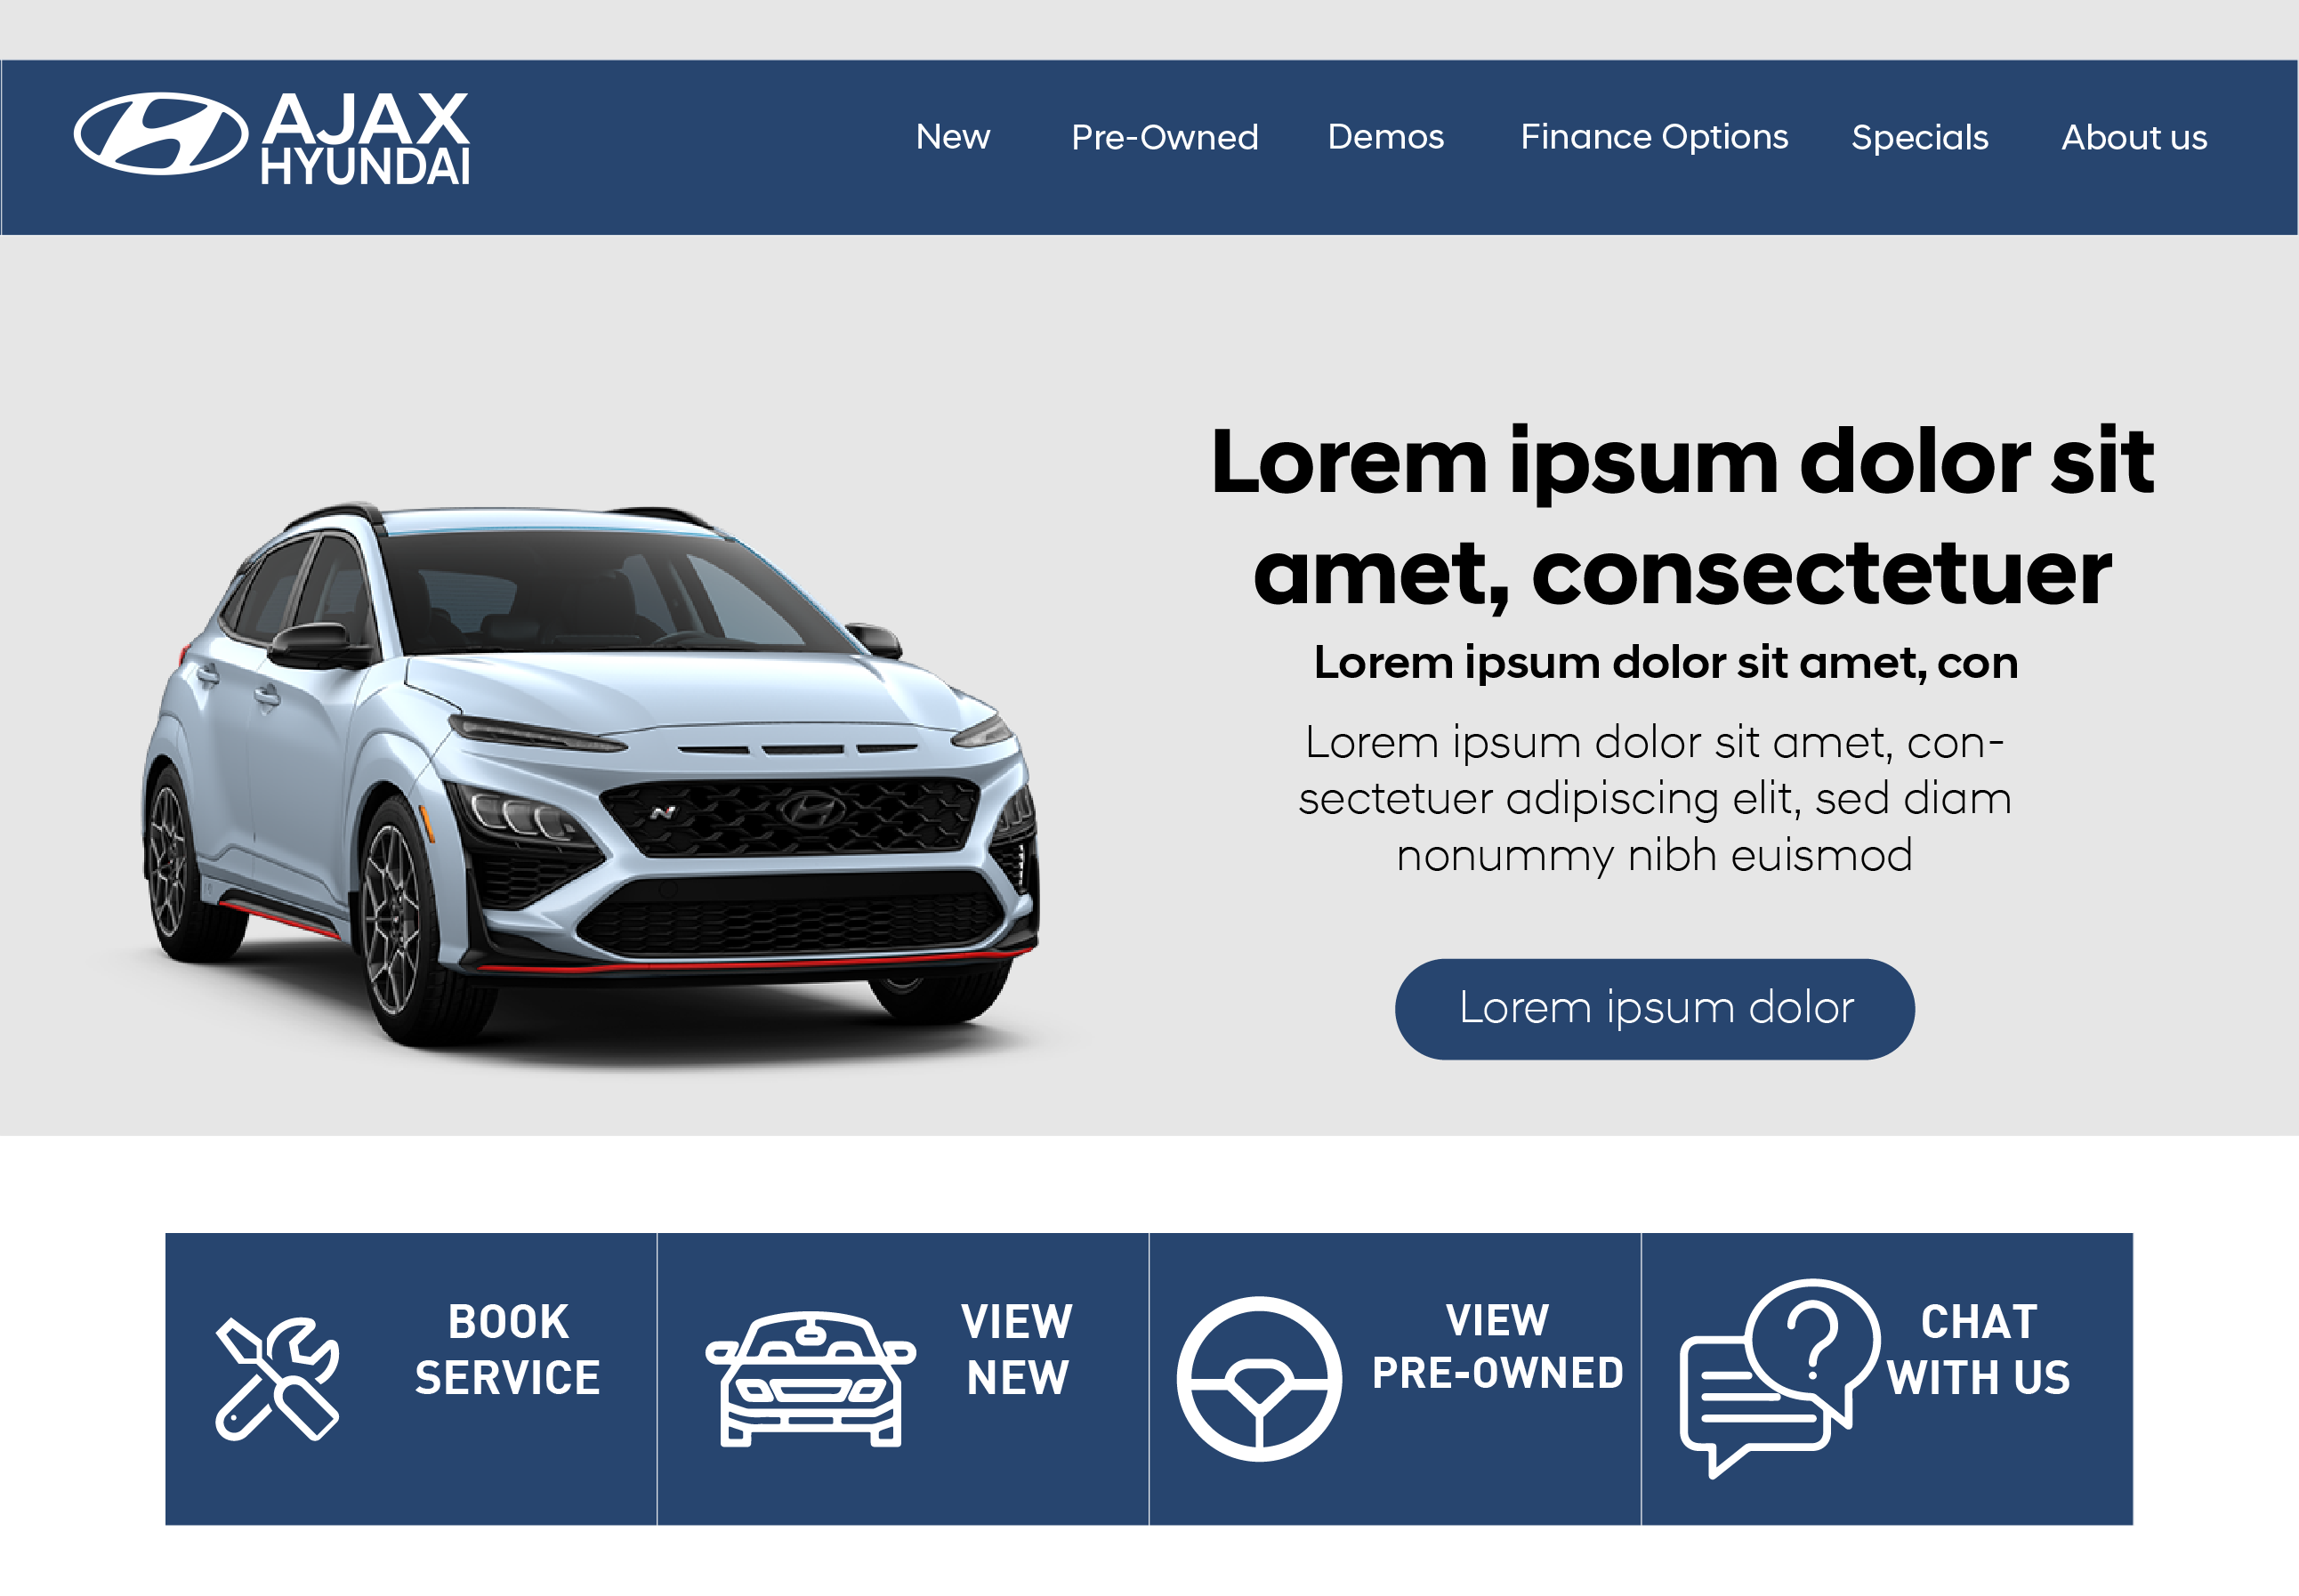 AJAX
HYUNDAI
New Pre-Owned Demos Finance Options Specials About us
Lorem ipsum dolor sit
amet, consectetuer
Lorem ipsum dolor sit amet, con
Lorem ipsum dolor sit amet, con-
sectetuer adipiscing elit, sed diam
nonummy nibh euismod
N
Lorem ipsum dolor
BOOK
SERVICE
VIEW
NEW
VIEW
PRE-OWNED
?
CHAT
WITH US